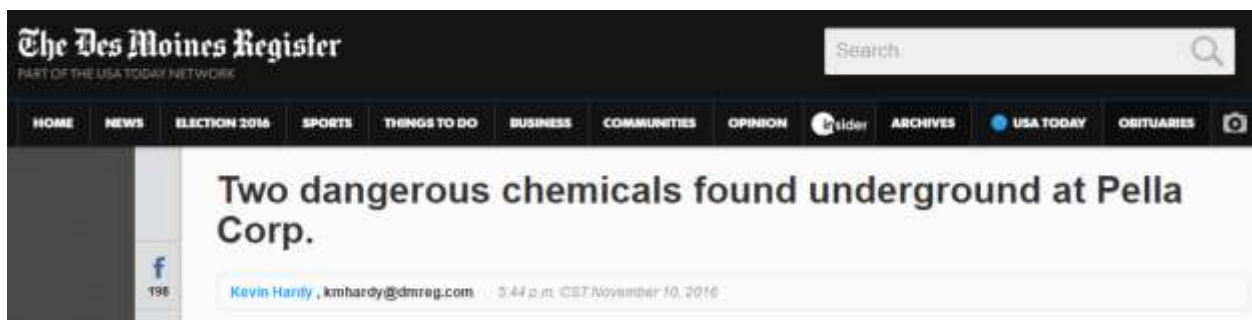 The Des Moines Register
PART OF THE USA TODAY NETWORK
Search
HOME NEWS ELECTION 2016 SPORTS THINGS TO DO BUSINESS COMMUNITIES OPINION Insider ARCHIVES USA TODAY OBITUARIES
Two dangerous chemicals found underground at Pella
Corp.
f
198
Kevin Hardy , kmhardy@dmreg.com 3:44 p.m. CST November 10, 2016